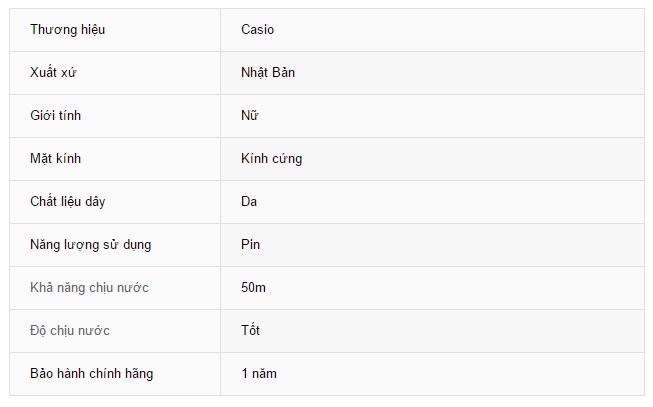 Thương hiệu Casio
Xuất xứ Nhật Bản
Giới tính Nữ
Mặt kính Kính cứng
Chất liệu dây Da
Năng lượng sử dụng Pin
Khả năng chịu nước 50m
Độ chịu nước Tốt
Bảo hành chính hãng 1 năm